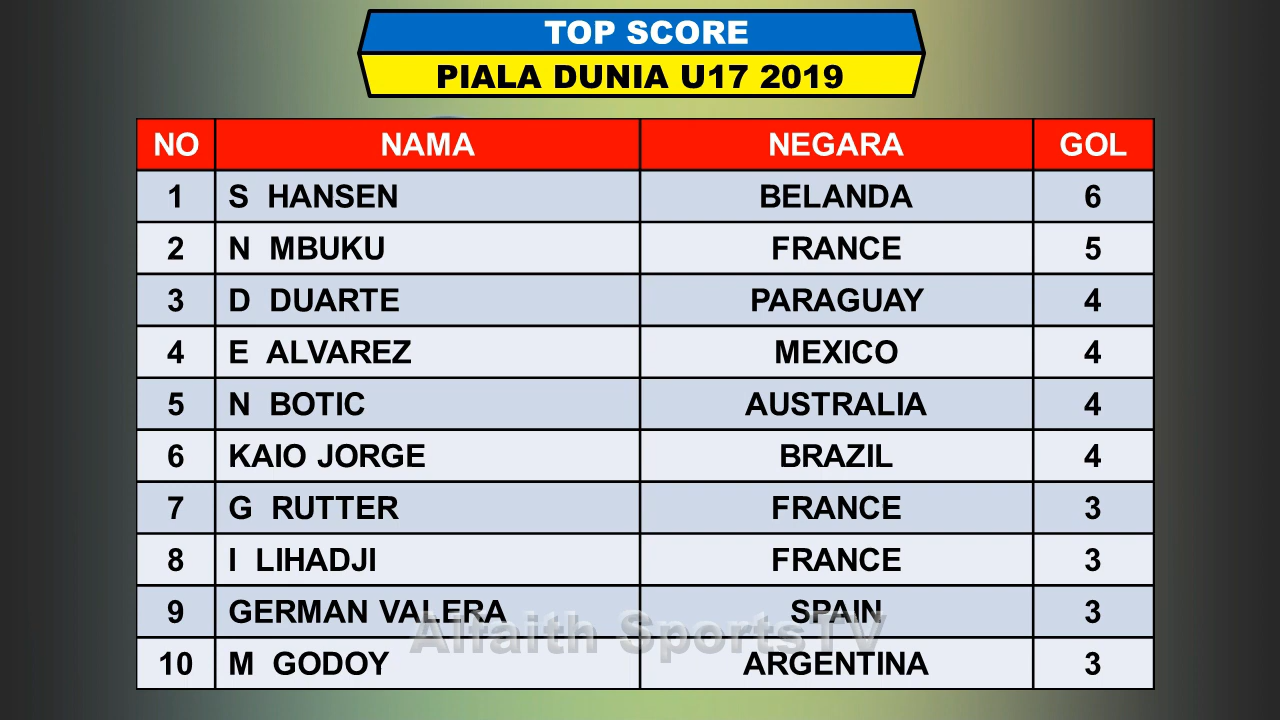 TOP SCORE
PIALA DUNIA U17 2019
NO NAMA NEGARA GOL
1 S HANSEN BELANDA 6
2 N MBUKU FRANCE 5
3 D DUARTE PARAGUAY 4
4 E ALVAREZ MEXICO 4
5 N BOTIC AUSTRALIA 4
6 KAIO JORGE BRAZIL 4
7 G RUTTER FRANCE 3
8 I LIHADJI FRANCE 3
9 GERMAN VALERA SPAIN 3
Alfaith SportsTV
10 M GODOY ARGENTINA 3